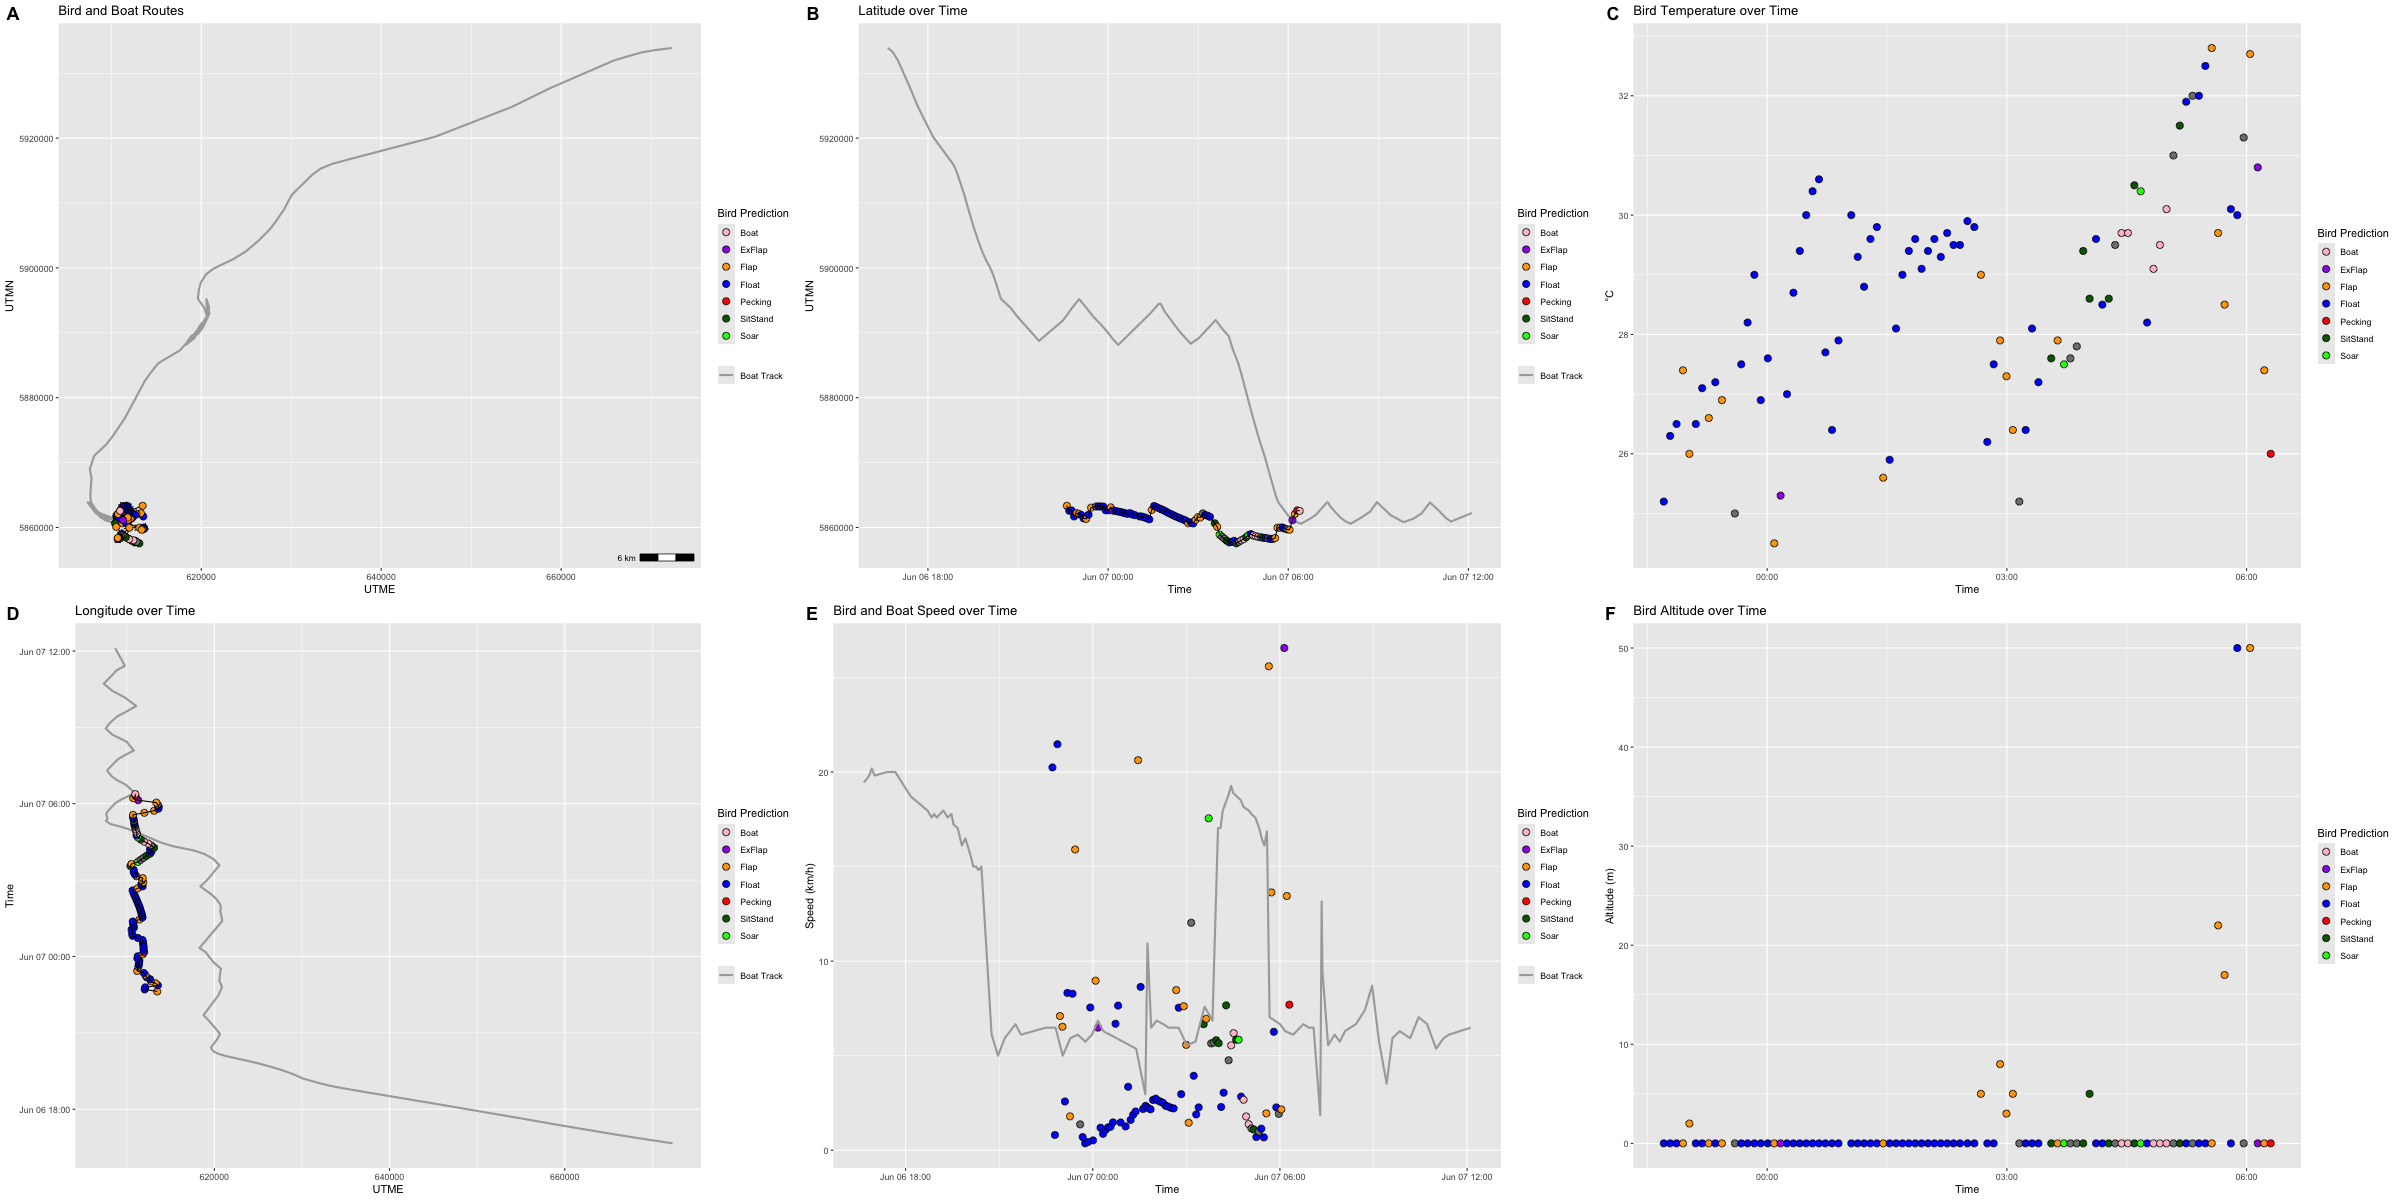 A
Bird and Boat Routes
UTMN
5920000
5900000
5880000
5860000
620000
640000
660000
UTME
6 km
Bird Prediction
Boat
ExFlap
Flap
Float
Pecking
SitStand
Soar
Boat Track
B
Latitude over Time
UTMN
5920000
5900000
5880000
5860000
Jun 06 18:00
Jun 07 00:00
Jun 07 06:00
Jun 07 12:00
Time
Bird Prediction
Boat
ExFlap
Flap
Float
Pecking
SitStand
Soar
Boat Track
C
Bird Temperature over Time
°C
32
30
28
26
00:00
03:00
06:00
Time
Bird Prediction
Boat
ExFlap
Flap
Float
Pecking
SitStand
Soar
D
Longitude over Time
Time
Jun 07 12:00
Jun 07 06:00
Jun 07 00:00
Jun 06 18:00
620000
640000
660000
UTME
Bird Prediction
Boat
ExFlap
Flap
Float
Pecking
SitStand
Soar
Boat Track
E
Bird and Boat Speed over Time
Speed (km/h)
20
10
0
Jun 06 18:00
Jun 07 00:00
Jun 07 06:00
Jun 07 12:00
Time
Bird Prediction
Boat
ExFlap
Flap
Float
Pecking
SitStand
Soar
Boat Track
F
Bird Altitude over Time
Altitude (m)
50
40
30
20
10
0
00:00
03:00
06:00
Time
Bird Prediction
Boat
ExFlap
Flap
Float
Pecking
SitStand
Soar